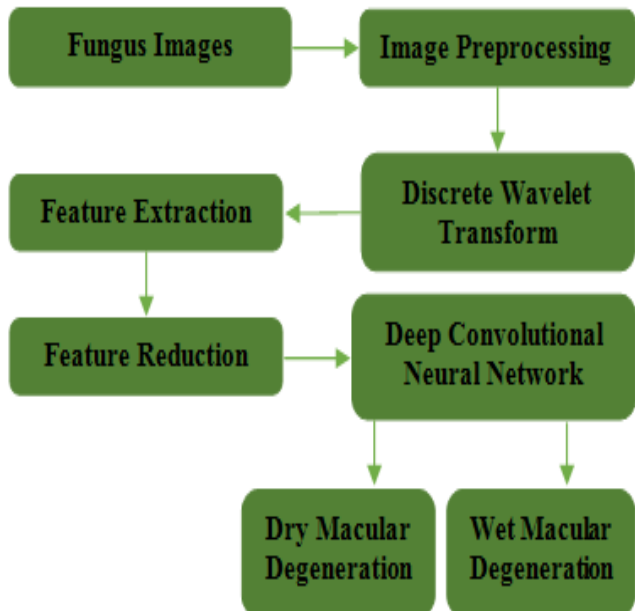 Fungus Images
Image Preprocessing
Discrete Wavelet
Transform
Feature Extraction
Feature Reduction
Deep Convolutional
Neural Network
Dry Macular
Degeneration
Wet Macular
Degeneration